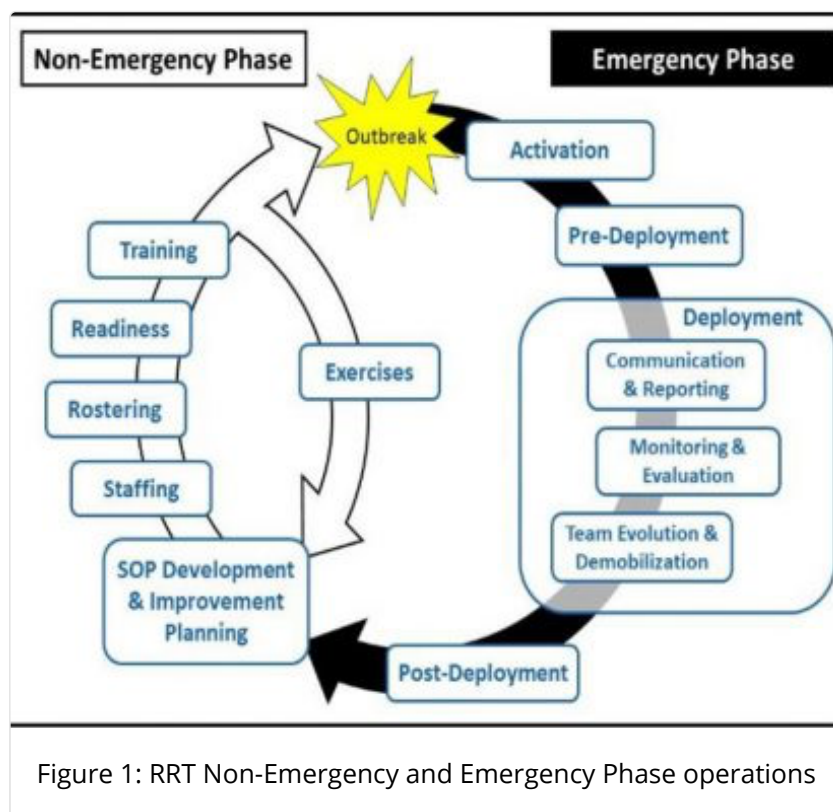 Non-Emergency Phase
Emergency Phase
Outbreak
Activation
Pre-Deployment
Training
Deployment
Readiness
Communication
& Reporting
Exercises
Rostering
Monitoring &
Evaluation
Staffing
Team Evolution &
Demobilization
SOP Development
& Improvement
Planning
Post-Deployment
Figure 1: RRT Non-Emergency and Emergency Phase operations